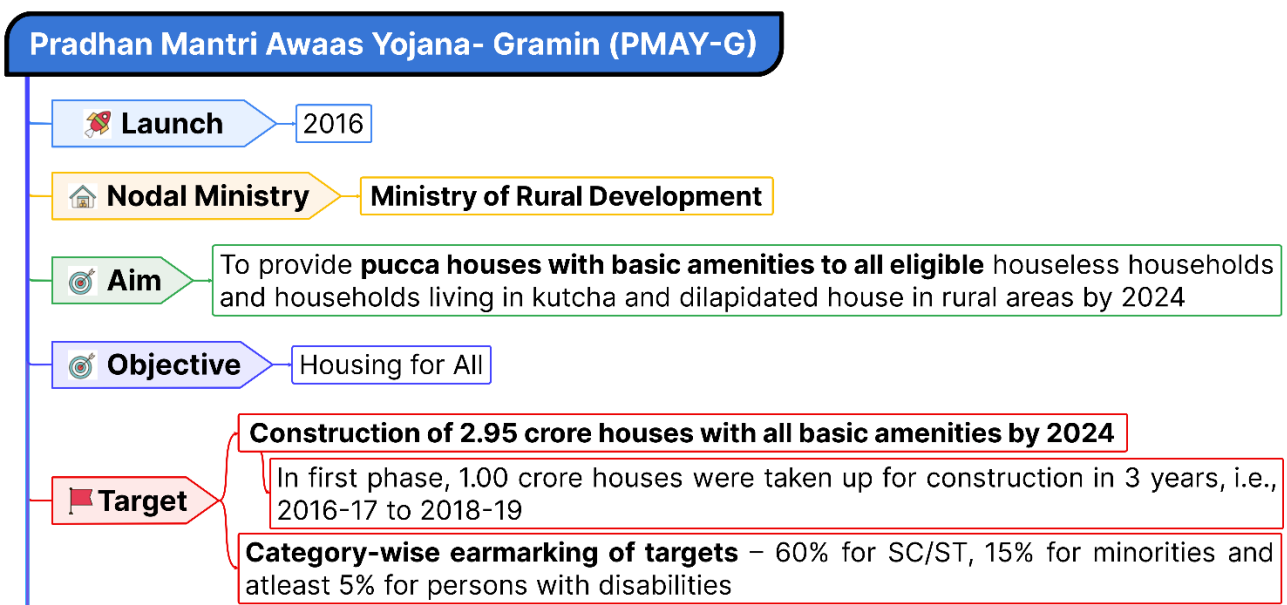 Pradhan Mantri Awaas Yojana- Gramin (PMAY-G)
Launch
2016
Nodal Ministry
Ministry of Rural Development
Aim
To provide pucca houses with basic amenities to all eligible houseless households
and households living in kutcha and dilapidated house in rural areas by 2024
Objective
Housing for All
Target
Construction of 2.95 crore houses with all basic amenities by 2024
In first phase, 1.00 crore houses were taken up for construction in 3 years, i.e.,
2016-17 to 2018-19
Category-wise earmarking of targets – 60% for SC/ST, 15% for minorities and
atleast 5% for persons with disabilities